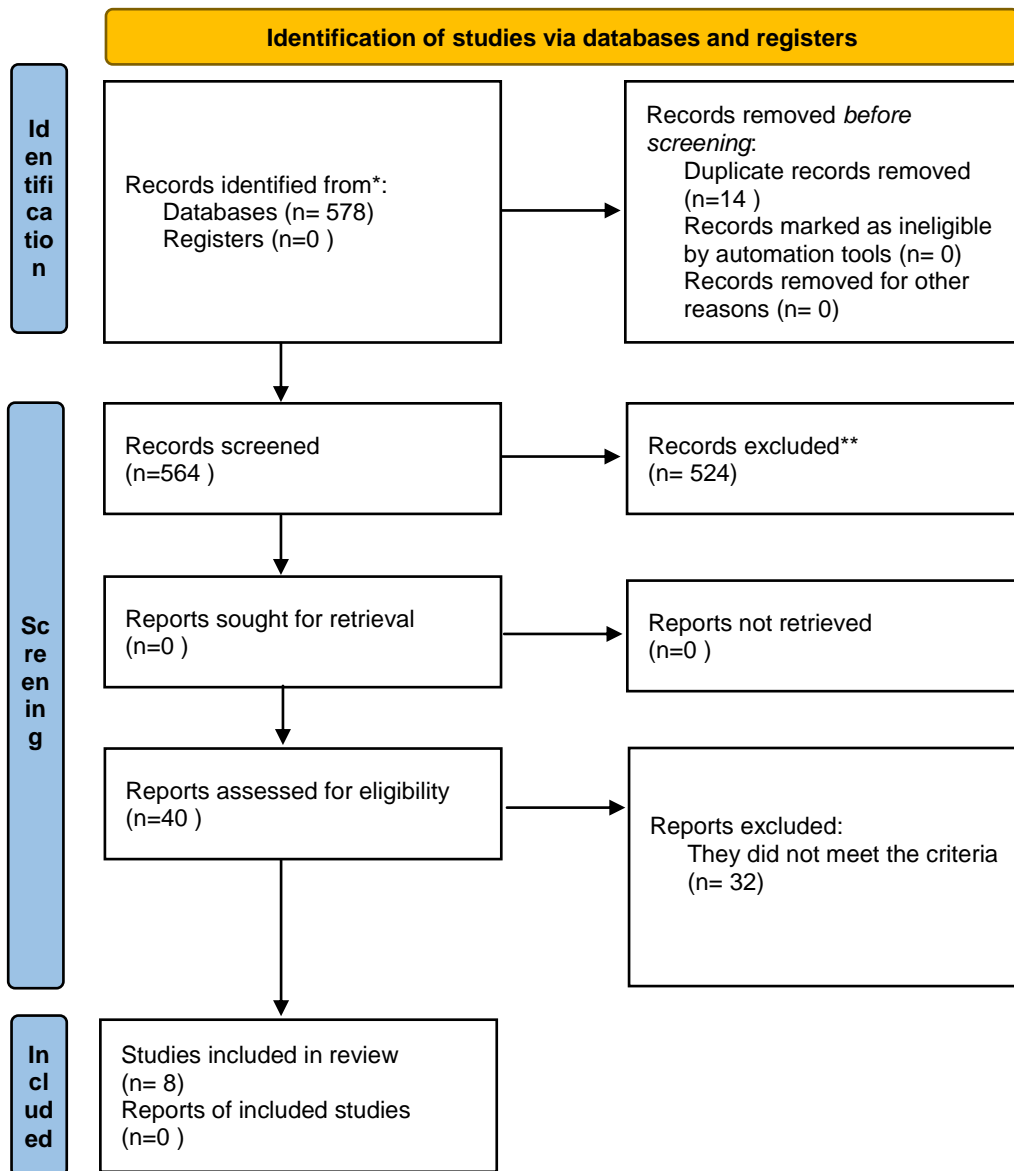 Identification of studies via databases and registers
Id
en
tifi
ca
tio
n
Records identified from*:
Databases (n= 578)
Registers (n=0 )
Records removed before
screening:
Duplicate records removed
(n=14 )
Records marked as ineligible
by automation tools (n= 0)
Records removed for other
reasons (n= 0)
Sc
re
en
in
g
Records screened
(n=564 )
Records excluded**
(n= 524)
Reports sought for retrieval
(n=0 )
Reports not retrieved
(n=0 )
Reports assessed for eligibility
(n=40 )
Reports excluded:
They did not meet the criteria
(n= 32)
In
cl
ud
ed
Studies included in review
(n= 8)
Reports of included studies
(n=0 )